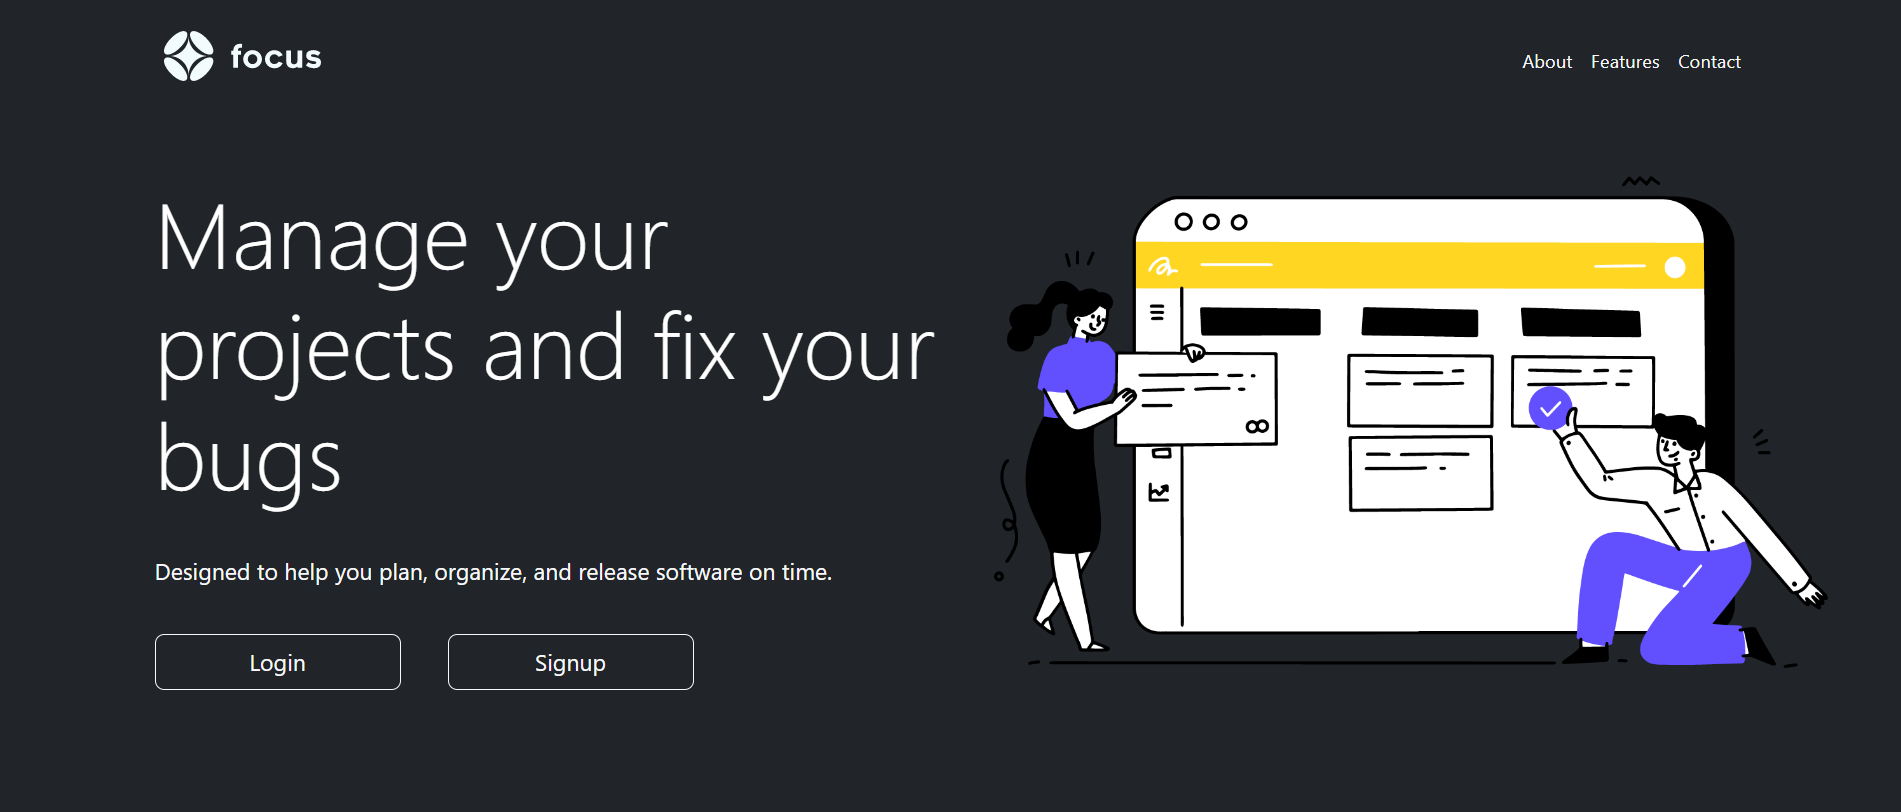 focus
About Features Contact
Manage your
projects and fix your
bugs
Designed to help you plan, organize, and release software on time.
Login Signup